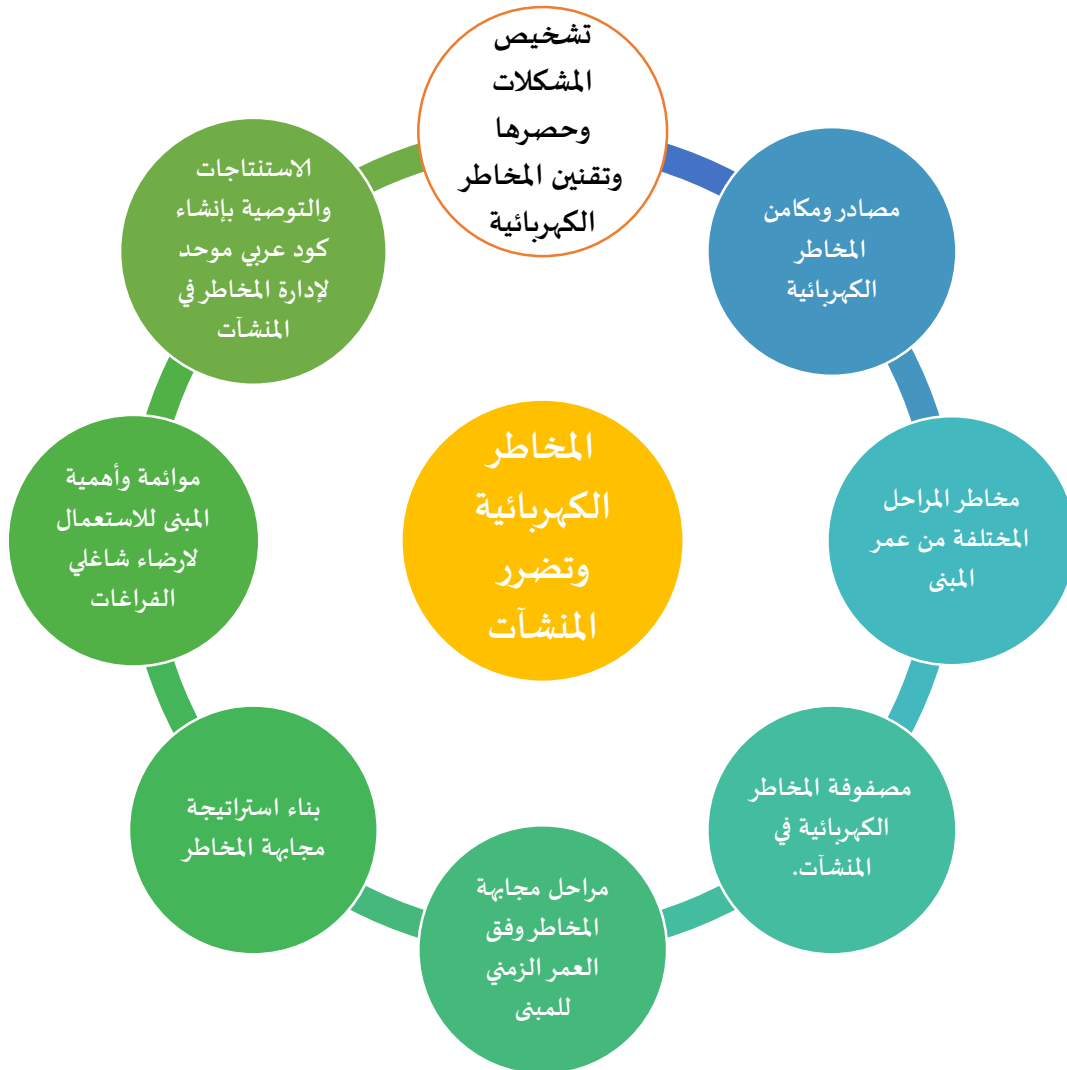 تشخيص
المشكلات
وحصرها
وتقنين المخاطر
الكهربائية
مصادر ومكامن
المخاطر
الكهربائية
مخاطر المراحل
المختلفة من عمر
المبنى
مصفوفة المخاطر
الكهربائية في
المنشآت.
مراحل مجابهة
المخاطر وفق
العمر الزمني
للمبنى
بناء استراتيجة
مجابهة المخاطر
موائمة وأهمية
المبنى للاستعمال
لارضاء شاغلي
الفراغات
الاستنتاجات
والتوصية بإنشاء
كود عربي موحد
لإدارة المخاطر في
المنشآت
المخاطر
الكهربائية
وتضرر
المنشآت